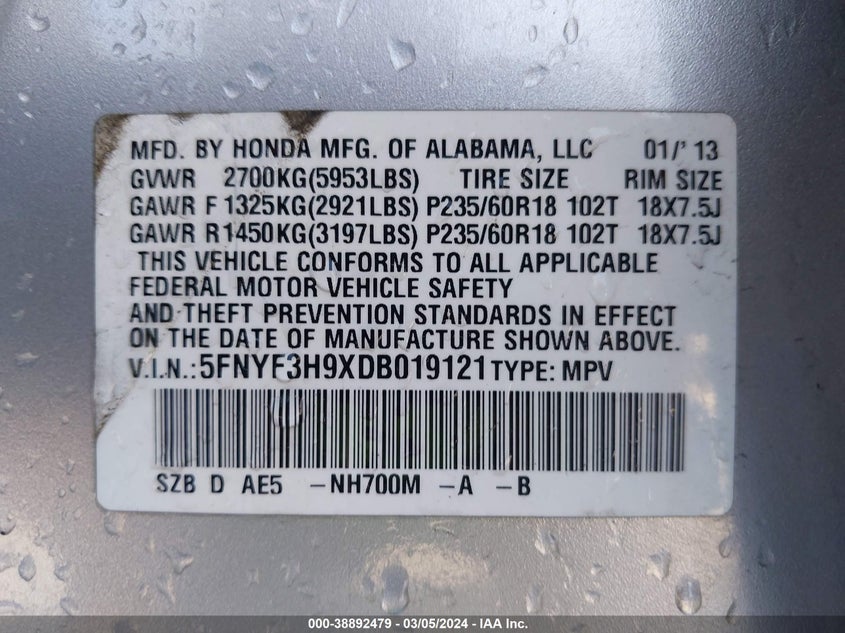 MFD. BY HONDA MFG. OF ALABAMA, LLC 01/'13
GVWR 2700KG(5953LBS) TIRE SIZE RIM SIZE
GAWR F 1325KG(2921LBS) P235/60R18 102T 18X7.5J
GAWR R1450KG(3197LBS) P235/60R18 102T 18X7.5J
THIS VEHICLE CONFORMS TO ALL APPLICABLE
FEDERAL MOTOR VEHICLE SAFETY
AND THEFT PREVENTION STANDARDS IN EFFECT
ON THE DATE OF MANUFACTURE SHOWN ABOVE.
V.I.N.:5FNYF3H9XDB019121 TYPE: MPV
SZB D AE5 -NH700M -A -B
000-38892479 - 03/05/2024 - IAA Inc.